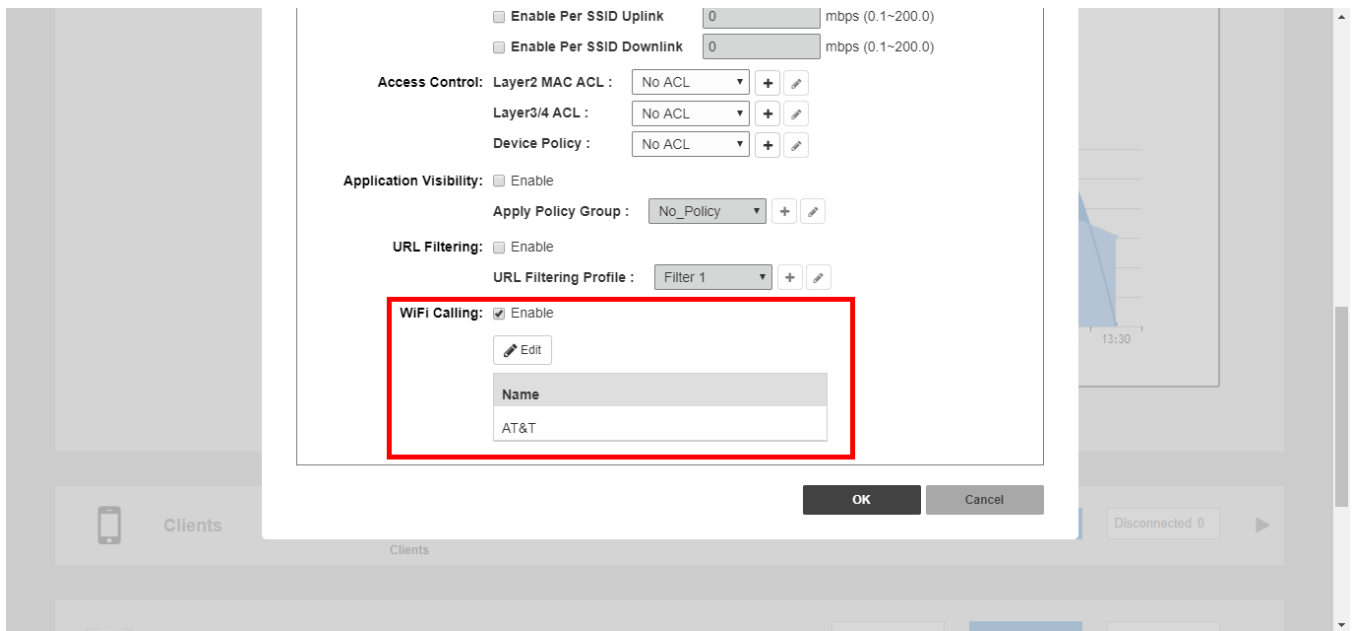 Enable Per SSID Uplink 0 mbps (0.1~200.0)
Enable Per SSID Downlink 0 mbps (0.1~200.0)
Access Control: Layer2 MAC ACL : No ACL
Layer3/4 ACL : No ACL
Device Policy : No ACL
Application Visibility: Enable
Apply Policy Group : No_Policy
URL Filtering: Enable
URL Filtering Profile : Filter 1
WiFi Calling: Enable
13:30
Edit
Name
AT&T
OK Cancel
Clients Disconnected 0
Clients